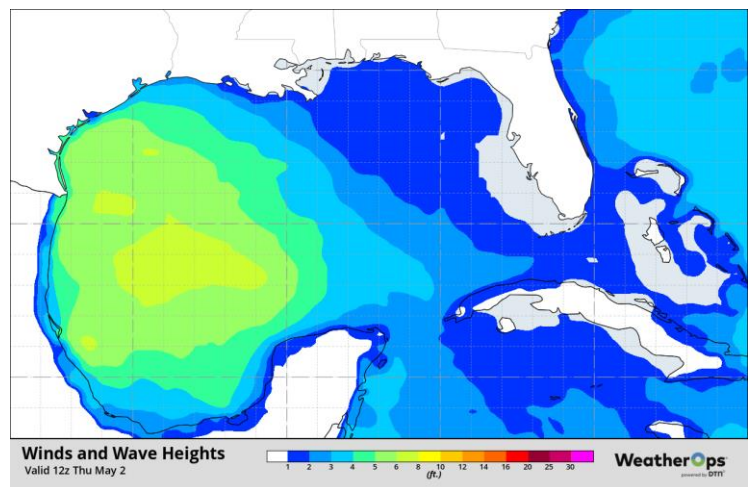 Winds and Wave Heights
Valid 12z Thu May 2
1 2 3 4 5 6 8 10 12 14 16 20 25 30
(ft.)
WeatherOps
powered by DTN